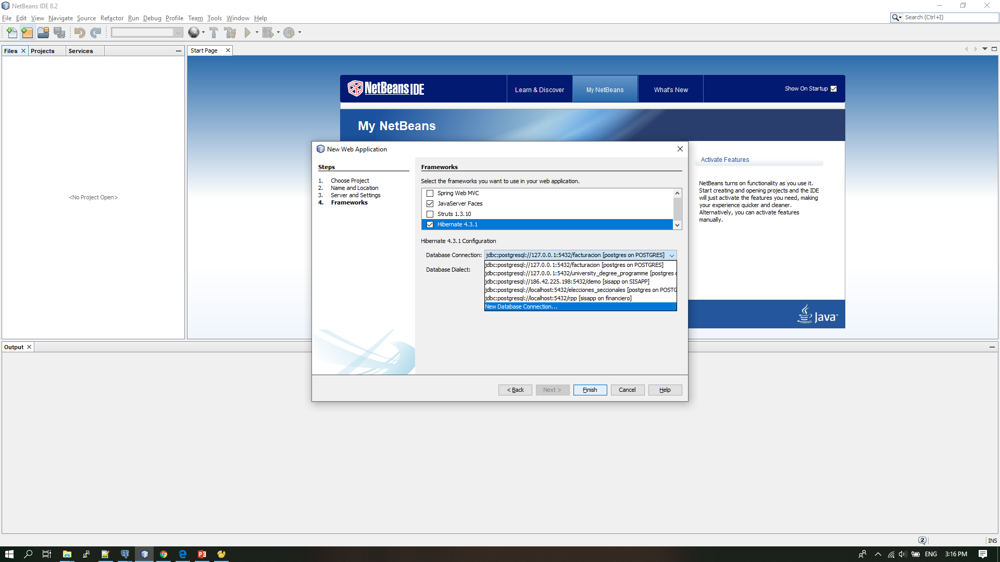 NetBeans IDE 8.2
File Edit View Navigate Source Refactor Run Debug Profile Team Tools Window Help
Search (Ctrl+I)
Files Projects Services
Start Page
<No Project Open>
NetBeans IDE
Learn & Discover
My NetBeans
What's New
Show On Startup
My NetBeans
New Web Application
Steps
1. Choose Project
2. Name and Location
3. Server and Settings
4. Frameworks
Frameworks
Select the frameworks you want to use in your web application.
Spring Web MVC
JavaServer Faces
Struts 1.3.10
Hibernate 4.3.1
Hibernate 4.3.1 Configuration
Database Connection: jdbc:postgresql://127.0.0.1:5432/facturacion [postgres on POSTGRES]
Database Dialect:
jdbc:postgresql://127.0.0.1:5432/facturacion [postgres on POSTGRES]
jdbc:postgresql://127.0.0.1:5432/university_degree_programme [postgres o
jdbc:postgresql://186.42.225.198:5432/demo [sisapp on SISAPP]
jdbc:postgresql://localhost:5432/elecciones_seccionales [postgres on POSTG
jdbc:postgresql://localhost:5432/rpp [sisapp on financiero]
New Database Connection...
< Back
Next >
Finish
Cancel
Help
Activate Features
NetBeans turns on functionality as you use it.
Start creating and opening projects and the IDE
will just activate the features you need, making
your experience quicker and cleaner.
Alternatively, you can activate features
manually.
Java™
Output
2
INS
ENG
3:16 PM